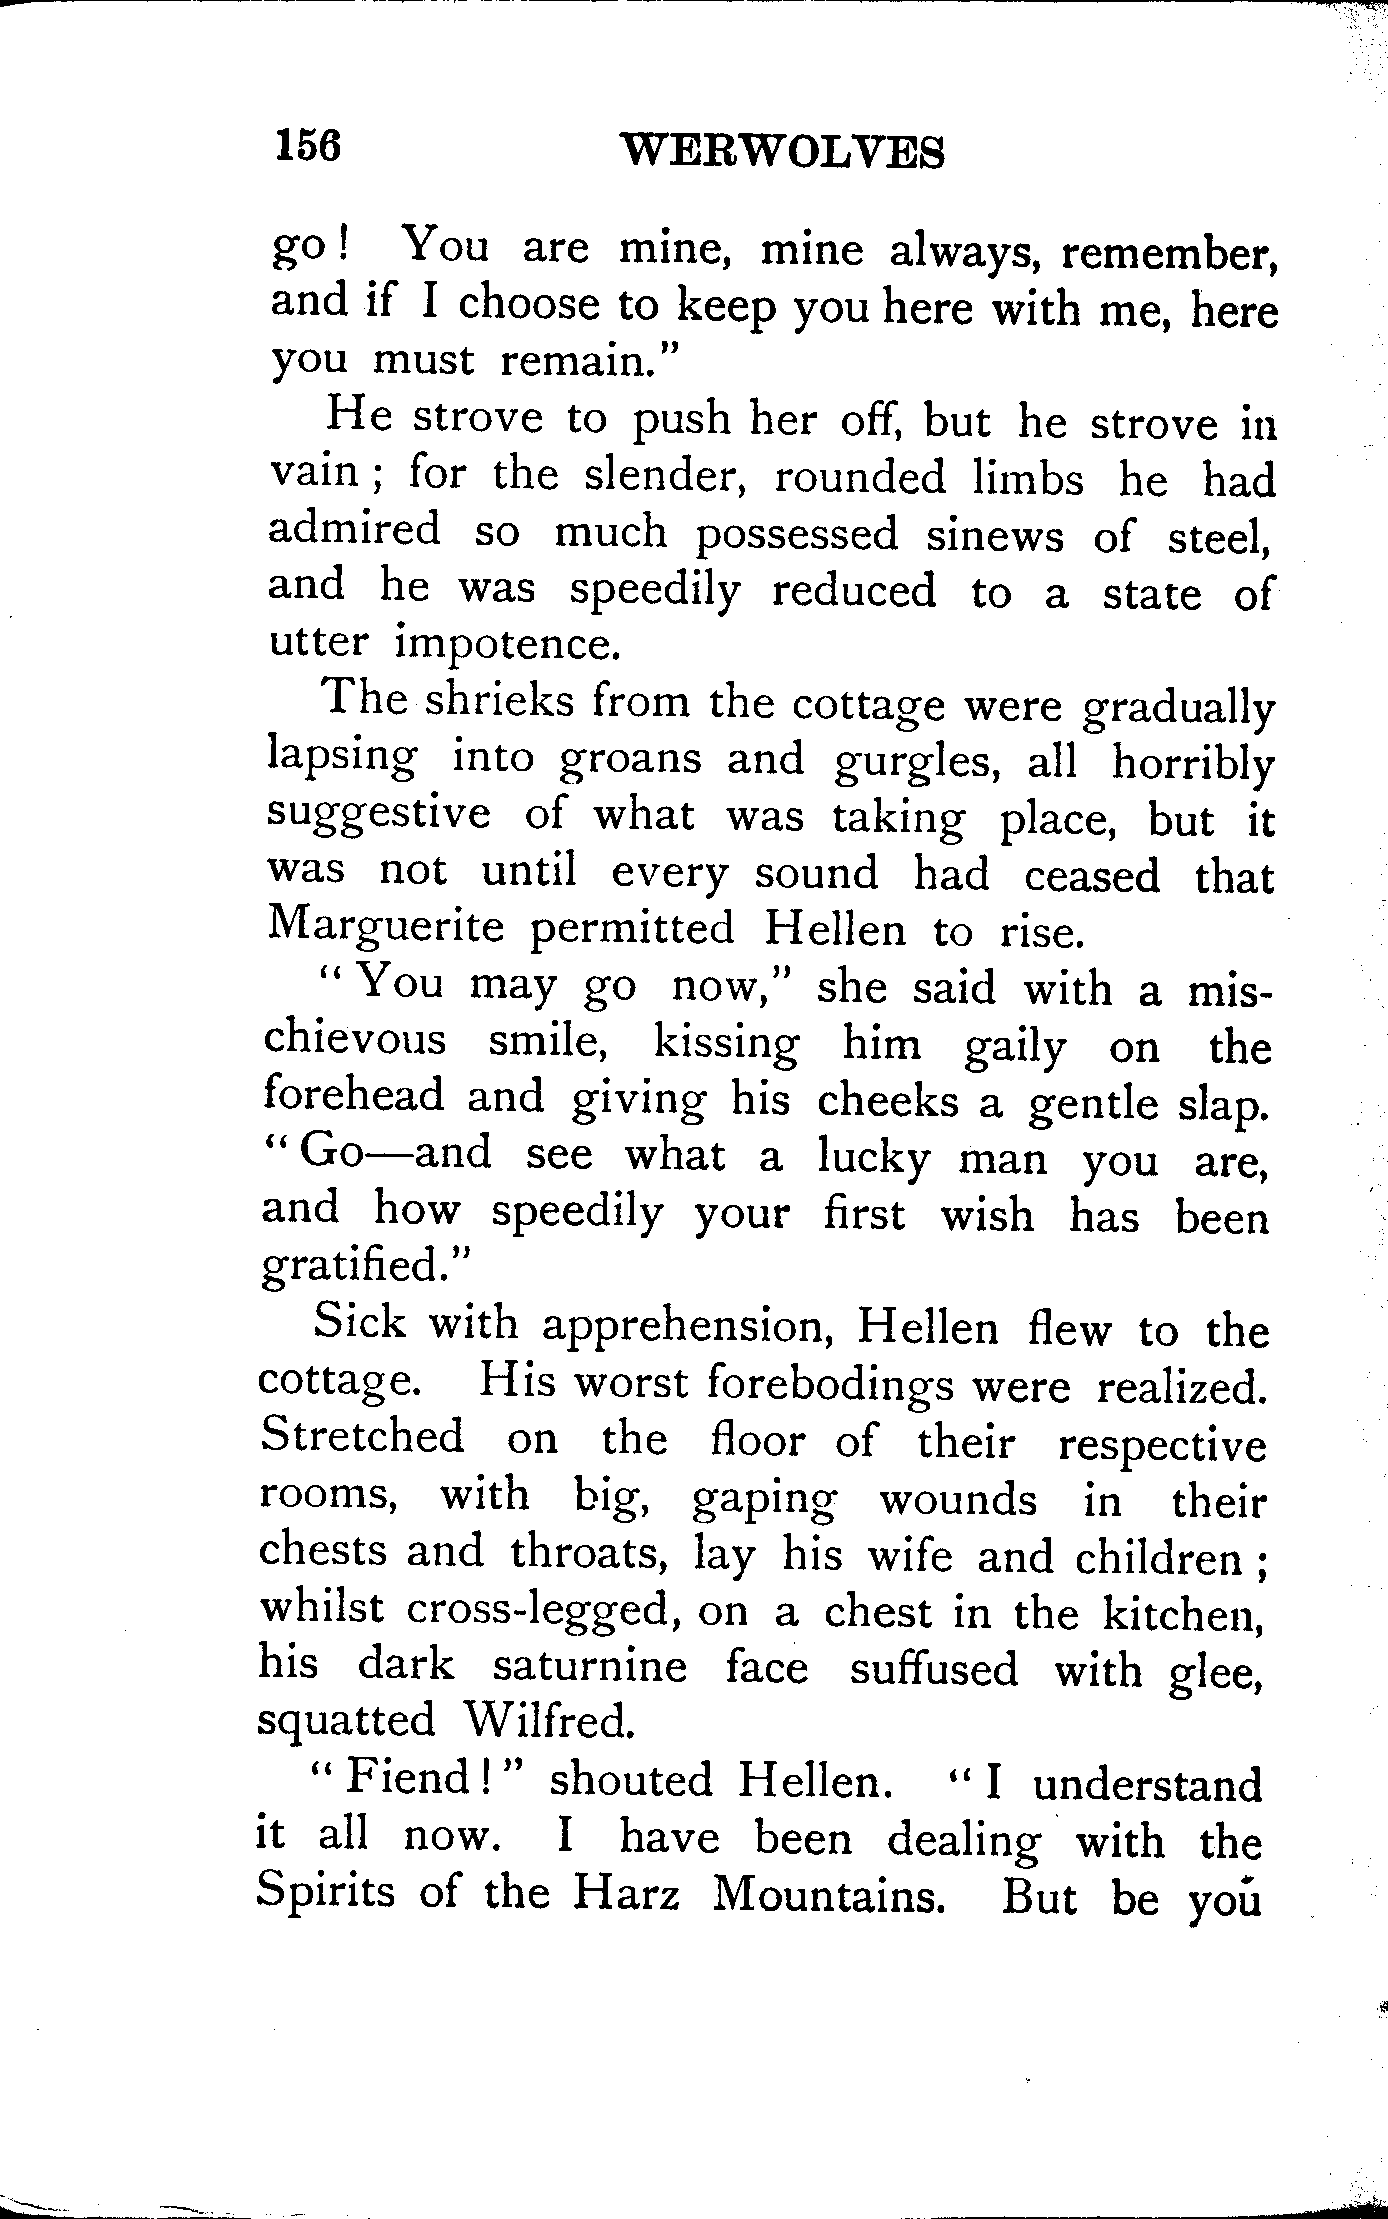 156 WERWOLVES
go! You are mine, mine always, remember,
and if I choose to keep you here with me, here
you must remain."
He strove to push her off, but he strove in
vain; for the slender, rounded limbs he had
admired so much possessed sinews of steel,
and he was speedily reduced to a state of
utter impotence.
The shrieks from the cottage were gradually
lapsing into groans and gurgles, all horribly
suggestive of what was taking place, but it
was not until every sound had ceased that
Marguerite permitted Hellen to rise.
"You may go now," she said with a mis-
chievous smile, kissing him gaily on the
forehead and giving his cheeks a gentle slap.
"Go—and see what a lucky man you are,
and how speedily your first wish has been
gratified."
Sick with apprehension, Hellen flew to the
cottage. His worst forebodings were realized.
Stretched on the floor of their respective
rooms, with big, gaping wounds in their
chests and throats, lay his wife and children;
whilst cross-legged, on a chest in the kitchen,
his dark saturnine face suffused with glee,
squatted Wilfred.
"Fiend!" shouted Hellen. "I understand
it all now. I have been dealing with the
Spirits of the Harz Mountains. But be you